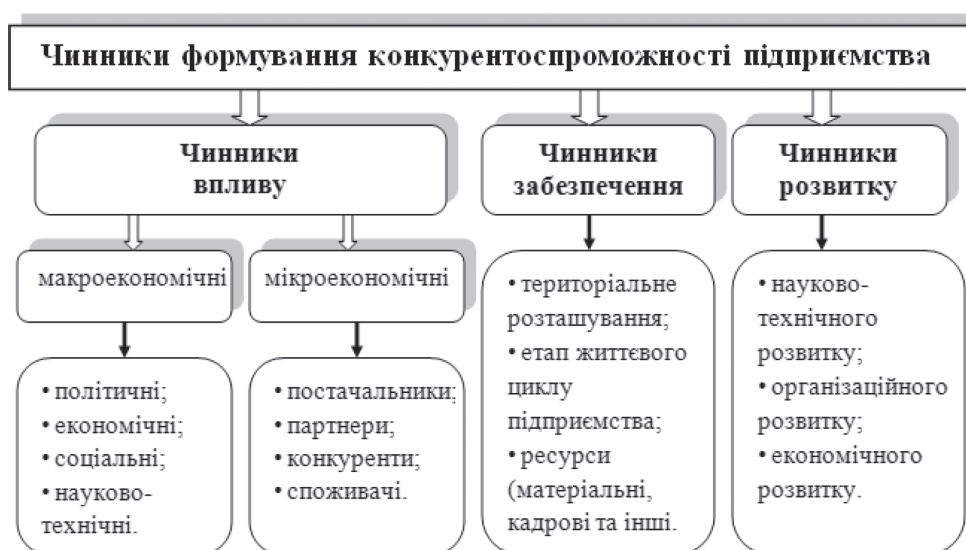 Чинники формування конкурентоспроможності підприємства
Чинники
впливу
Чинники
забезпечення
Чинники
розвитку
макроекономічні
мікроекономічні
• політичні;
• економічні;
• соціальні;
• науково-
технічні.
• постачальники;
• партнери;
• конкуренти;
• споживачі.
• територіальне
розташування;
• етап життєвого
циклу
підприємства;
• ресурси
(матеріальні,
кадрові та інші.
• науково-
технічного
розвитку;
• організаційного
розвитку;
• економічного
розвитку.